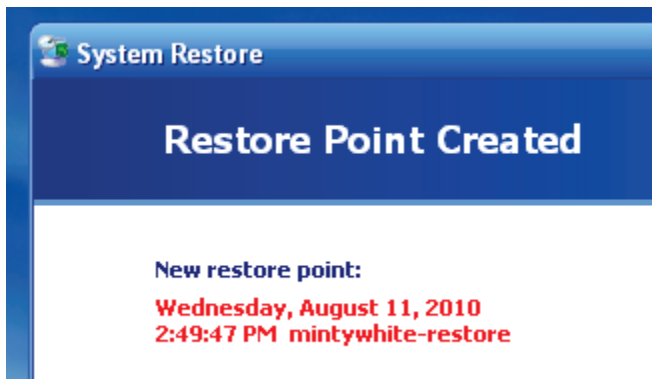 System Restore
Restore Point Created
New restore point:
Wednesday, August 11, 2010
2:49:47 PM mintywhite-restore